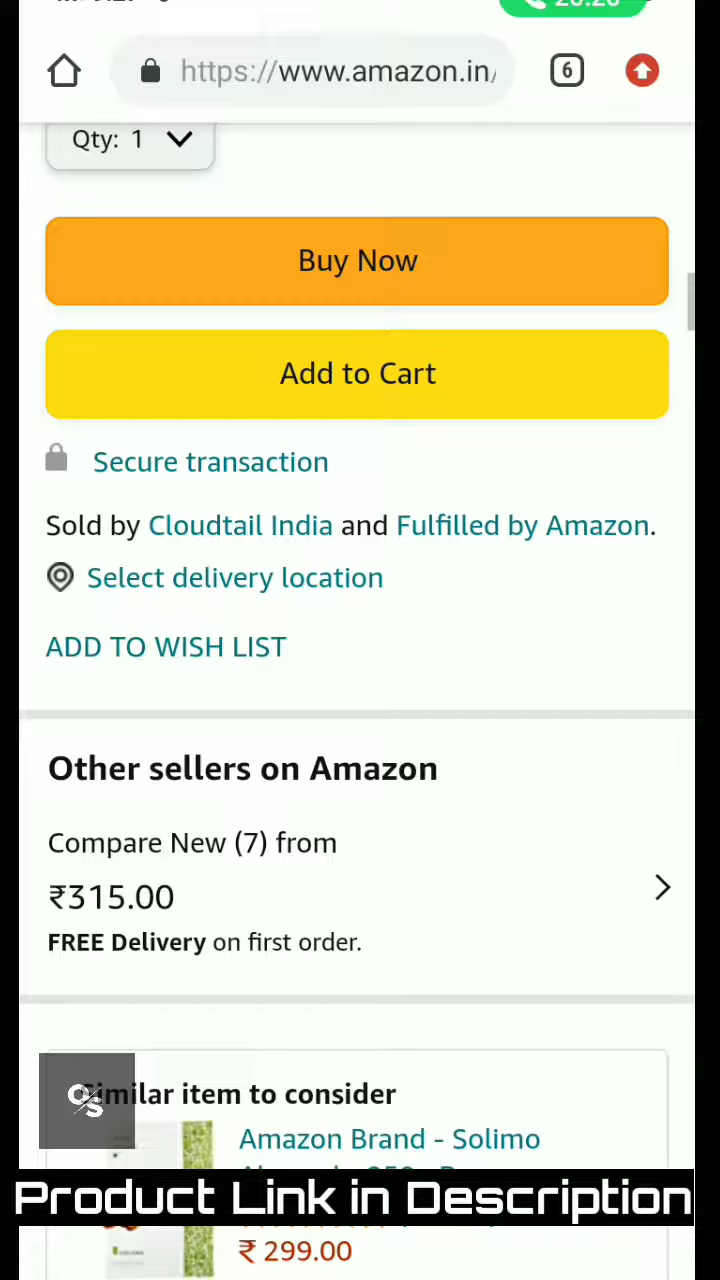 20:20
https://www.amazon.in/
6
Qty: 1
Buy Now
Add to Cart
Secure transaction
Sold by Cloudtail India and Fulfilled by Amazon.
Select delivery location
ADD TO WISH LIST
Other sellers on Amazon
Compare New (7) from
₹315.00
FREE Delivery on first order.
Similar item to consider
Amazon Brand - Solimo
Product Link in Description
₹ 299.00